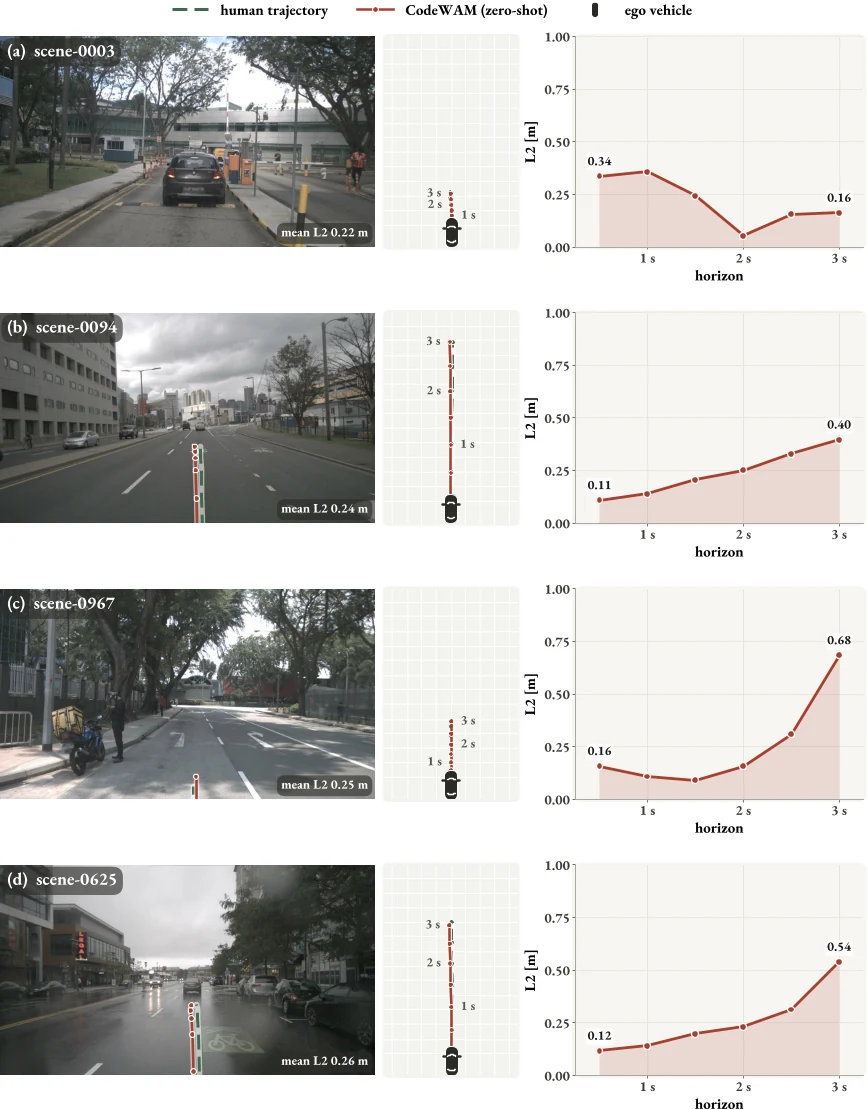 human trajectory CodeWAM (zero-shot) ego vehicle
(a) scene-0003
mean L2 0.22 m
3 s
2 s
1 s
L2 [m]
1.00
0.75
0.50
0.25
0.00
0.34
0.16
1 s 2 s 3 s
horizon
(b) scene-0094
mean L2 0.24 m
3 s
2 s
1 s
L2 [m]
1.00
0.75
0.50
0.25
0.00
0.11
0.40
1 s 2 s 3 s
horizon
(c) scene-0967
mean L2 0.25 m
3 s
2 s
1 s
L2 [m]
1.00
0.75
0.50
0.25
0.00
0.16
0.68
1 s 2 s 3 s
horizon
(d) scene-0625
LEGAL
mean L2 0.26 m
3 s
2 s
1 s
L2 [m]
1.00
0.75
0.50
0.25
0.00
0.12
0.54
1 s 2 s 3 s
horizon